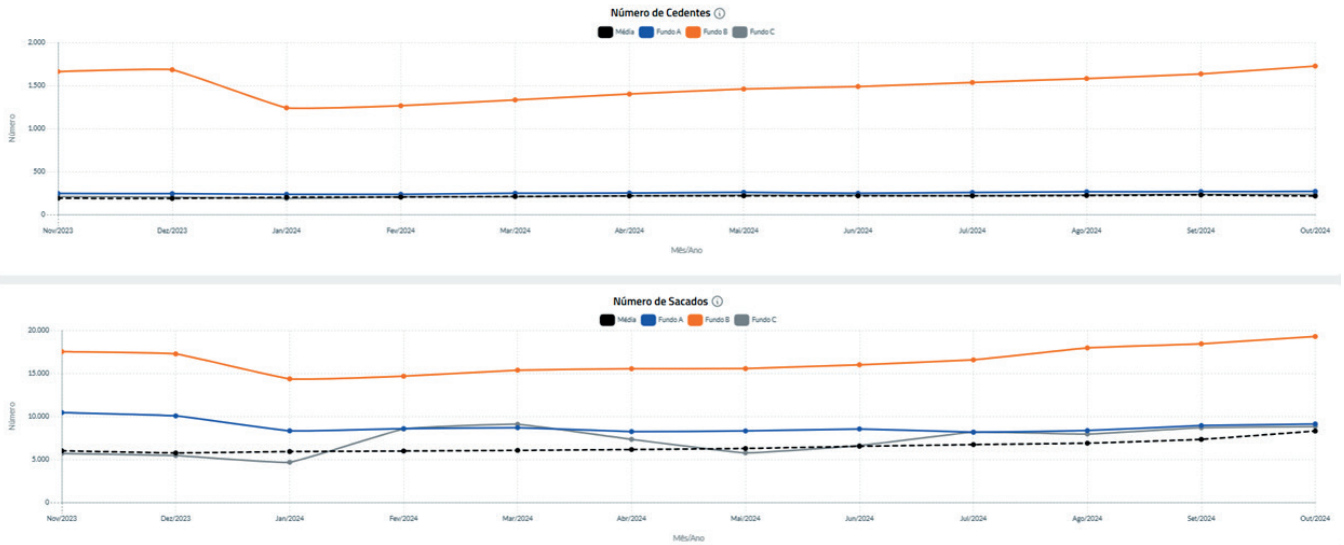 Número de Cedentes
Média Fundo A Fundo B Fundo C
2.000
1.500
1.000
500
0
Número
Nov/2023 Dez/2023 Jan/2024 Fev/2024 Mar/2024 Abr/2024 Mai/2024 Jun/2024 Jul/2024 Ago/2024 Set/2024 Out/2024
Mês/Ano
Número de Sacados
Média Fundo A Fundo B Fundo C
20.000
15.000
10.000
5.000
0
Número
Nov/2023 Dez/2023 Jan/2024 Fev/2024 Mar/2024 Abr/2024 Mai/2024 Jun/2024 Jul/2024 Ago/2024 Set/2024 Out/2024
Mês/Ano